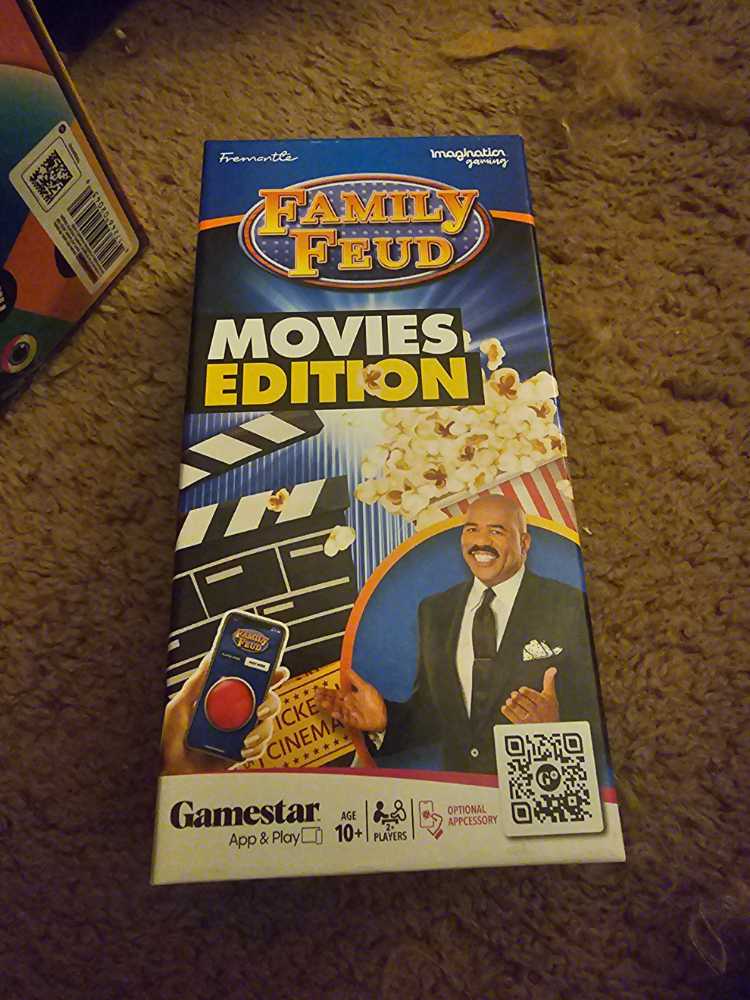 Fremantle
Imagination
gaming
FAMILY
FEUD
MOVIES
EDITION
FAMILY
FEUD
CINEMA
Gamestar
App & Play
AGE
10+
2+
PLAYERS
OPTIONAL
APPCESSORY
GO